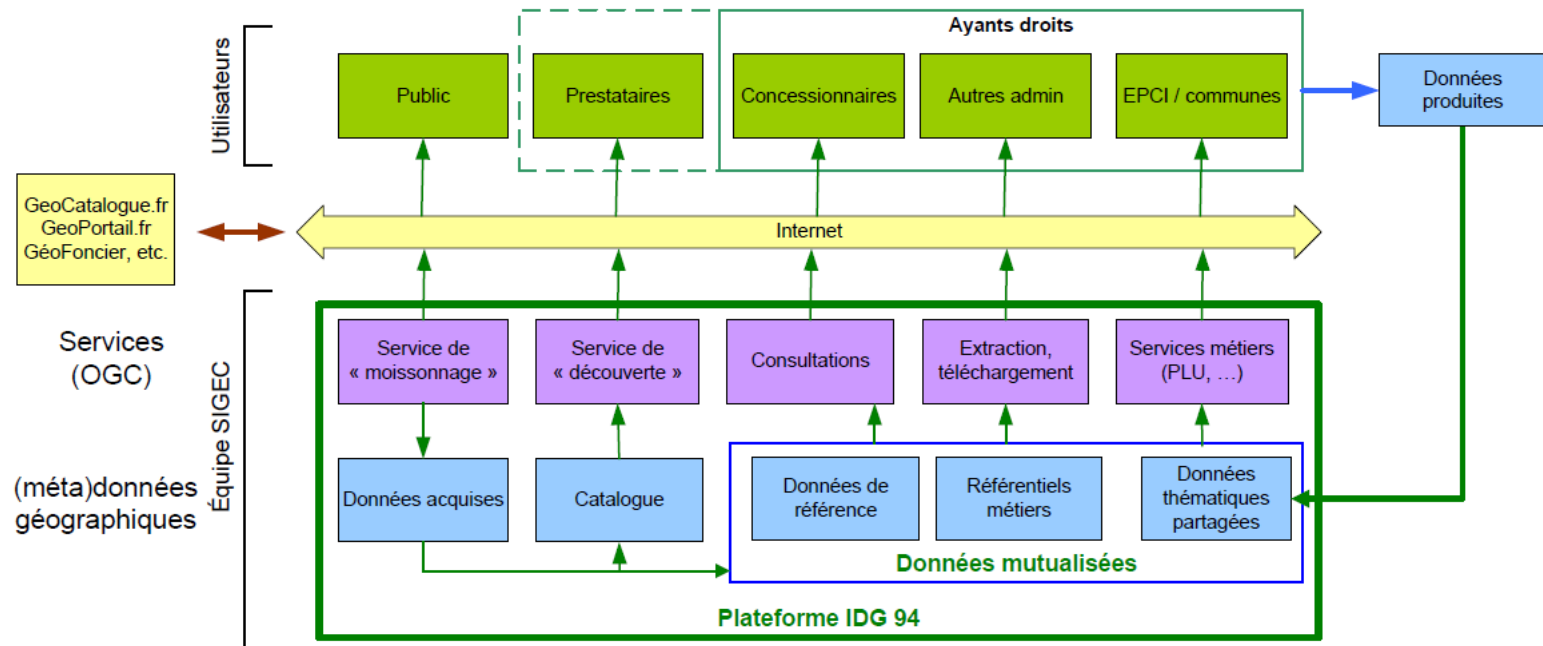 Utilisateurs
Ayants droits
Public
Prestataires
Concessionnaires
Autres admin
EPCI / communes
Données
produites
GeoCatalogue.fr
GeoPortail.fr
GéoFoncier, etc.
Internet
Équipe SIGEC
Services
(OGC)
Service de
« moissonnage »
Service de
« découverte »
Consultations
Extraction,
téléchargement
Services métiers
(PLU, …)
(méta)données
géographiques
Données acquises
Catalogue
Données de
référence
Référentiels
métiers
Données
thématiques
partagées
Données mutualisées
Plateforme IDG 94